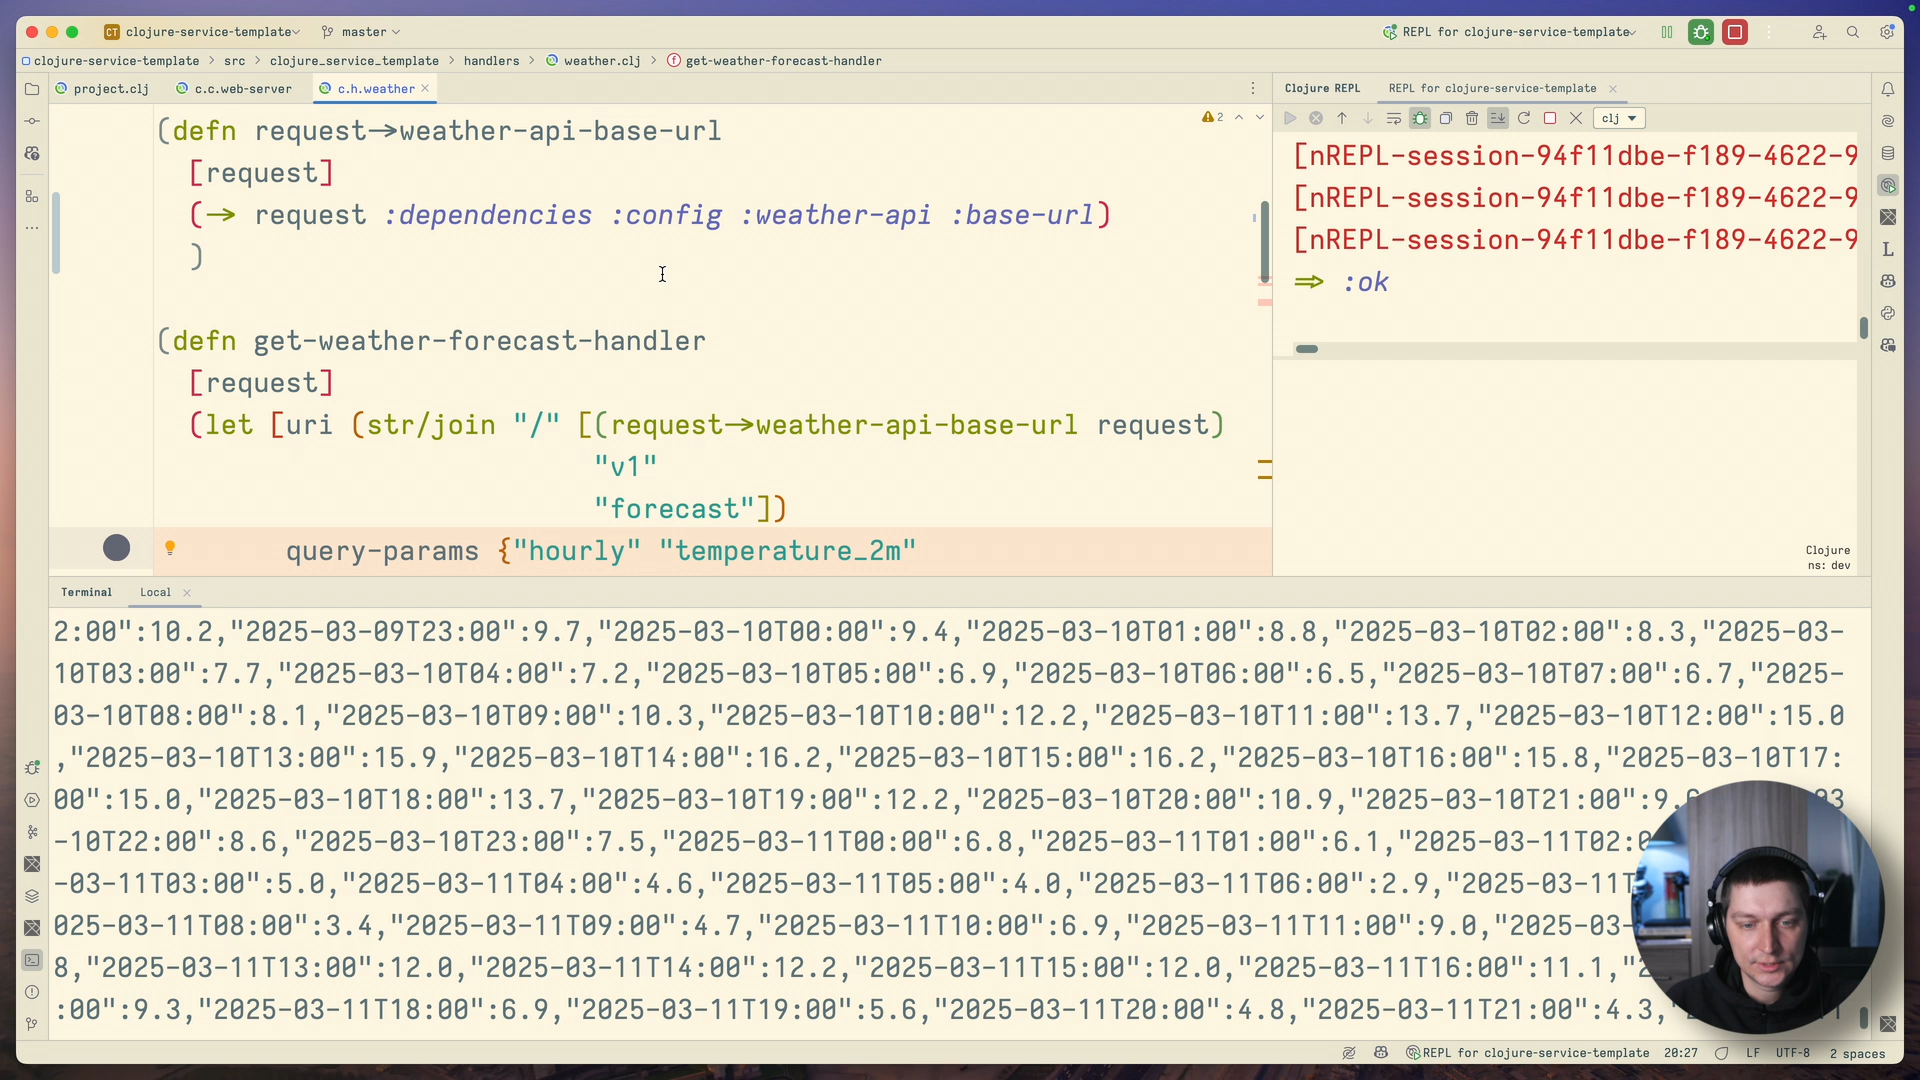 CT clojure-service-template
master
REPL for clojure-service-template
clojure-service-template > src > clojure_service_template > handlers > weather.clj > get-weather-forecast-handler
project.clj
c.c.web-server
c.h.weather
Clojure REPL
REPL for clojure-service-template
clj
2
(defn request->weather-api-base-url
[request]
(-> request :dependencies :config :weather-api :base-url)
)
(defn get-weather-forecast-handler
[request]
(let [uri (str/join "/" [(request->weather-api-base-url request)
"v1"
"forecast"])
query-params {"hourly" "temperature_2m"
[nREPL-session-94f11dbe-f189-4622-9
[nREPL-session-94f11dbe-f189-4622-9
[nREPL-session-94f11dbe-f189-4622-9
=> :ok
Clojure
ns: dev
Terminal
Local
2:00":10.2,"2025-03-09T23:00":9.7,"2025-03-10T00:00":9.4,"2025-03-10T01:00":8.8,"2025-03-10T02:00":8.3,"2025-03-
10T03:00":7.7,"2025-03-10T04:00":7.2,"2025-03-10T05:00":6.9,"2025-03-10T06:00":6.5,"2025-03-10T07:00":6.7,"2025-
03-10T08:00":8.1,"2025-03-10T09:00":10.3,"2025-03-10T10:00":12.2,"2025-03-10T11:00":13.7,"2025-03-10T12:00":15.0
,"2025-03-10T13:00":15.9,"2025-03-10T14:00":16.2,"2025-03-10T15:00":16.2,"2025-03-10T16:00":15.8,"2025-03-10T17:
00":15.0,"2025-03-10T18:00":13.7,"2025-03-10T19:00":12.2,"2025-03-10T20:00":10.9,"2025-03-10T21:00":9.
-10T22:00":8.6,"2025-03-10T23:00":7.5,"2025-03-11T00:00":6.8,"2025-03-11T01:00":6.1,"2025-03-11T02:
-03-11T03:00":5.0,"2025-03-11T04:00":4.6,"2025-03-11T05:00":4.0,"2025-03-11T06:00":2.9,"2025-03-11T
025-03-11T08:00":3.4,"2025-03-11T09:00":4.7,"2025-03-11T10:00":6.9,"2025-03-11T11:00":9.0,"2025-03-
8,"2025-03-11T13:00":12.0,"2025-03-11T14:00":12.2,"2025-03-11T15:00":12.0,"2025-03-11T16:00":11.1,"
:00":9.3,"2025-03-11T18:00":6.9,"2025-03-11T19:00":5.6,"2025-03-11T20:00":4.8,"2025-03-11T21:00":4.3,"
REPL for clojure-service-template
20:27
LF
UTF-8
2 spaces